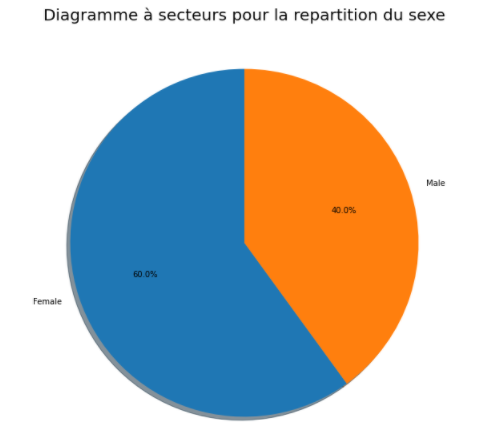 Diagramme à secteurs pour la repartition du sexe
Male
40.0%
60.0%
Female